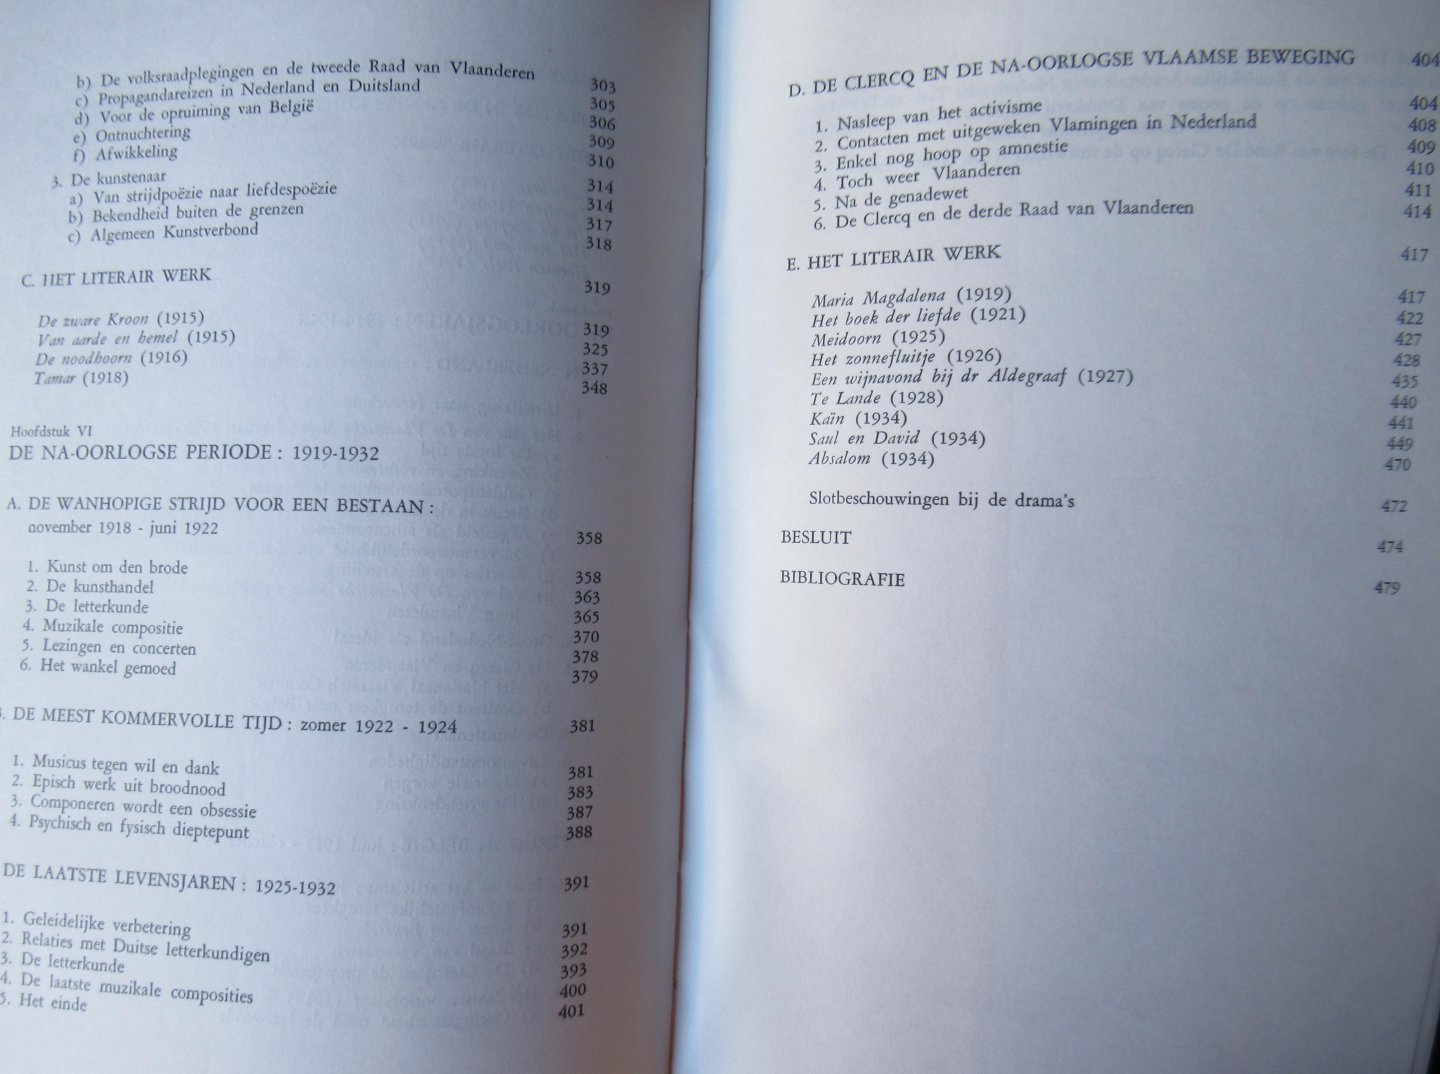 b) De volksraadplegingen en de tweede Raad van Vlaanderen 303
c) Propagandareizen in Nederland en Duitsland 305
d) Voor de opruiming van België 306
e) Ontnuchtering 309
f) Afwikkeling 310
3. De kunstenaar 314
a) Van strijdpoëzie naar liefdespoëzie 314
b) Bekendheid buiten de grenzen 317
c) Algemeen Kunstverbond 318
C. HET LITERAIR WERK 319
De zware Kroon (1915) 319
Van aarde en hemel (1915) 325
De noodhoorn (1916) 337
Tamar (1918) 348
Hoofdstuk VI
DE NA-OORLOGSE PERIODE : 1919-1932
A. DE WANHOPIGE STRIJD VOOR EEN BESTAAN :
november 1918 - juni 1922 358
1. Kunst om den brode 358
2. De kunsthandel 363
3. De letterkunde 365
4. Muzikale compositie 370
5. Lezingen en concerten 378
6. Het wankel gemoed 379
. DE MEEST KOMMERVOLLE TIJD : zomer 1922 - 1924 381
1. Musicus tegen wil en dank 381
2. Episch werk uit broodnood 383
3. Componeren wordt een obsessie 387
4. Psychisch en fysisch dieptepunt 388
DE LAATSTE LEVENSJAREN : 1925-1932 391
1. Geleidelijke verbetering 391
2. Relaties met Duitse letterkundigen 392
3. De letterkunde 393
4. De laatste muzikale composities 400
5. Het einde 401
D. DE CLERCQ EN DE NA-OORLOGSE VLAAMSE BEWEGING 404
1. Nasleep van het activisme 404
2. Contacten met uitgeweken Vlamingen in Nederland 408
3. Enkel nog hoop op amnestie 409
4. Toch weer Vlaanderen 410
5. Na de genadewet 411
6. De Clercq en de derde Raad van Vlaanderen 414
E. HET LITERAIR WERK 417
Maria Magdalena (1919) 417
Het boek der liefde (1921) 422
Meidoorn (1925) 427
Het zonnefluitje (1926) 428
Een wijnavond bij dr Aldegraaf (1927) 435
Te Lande (1928) 440
Kaïn (1934) 441
Saul en David (1934) 449
Absalom (1934) 470
Slotbeschouwingen bij de drama's 472
BESLUIT 474
BIBLIOGRAFIE 479